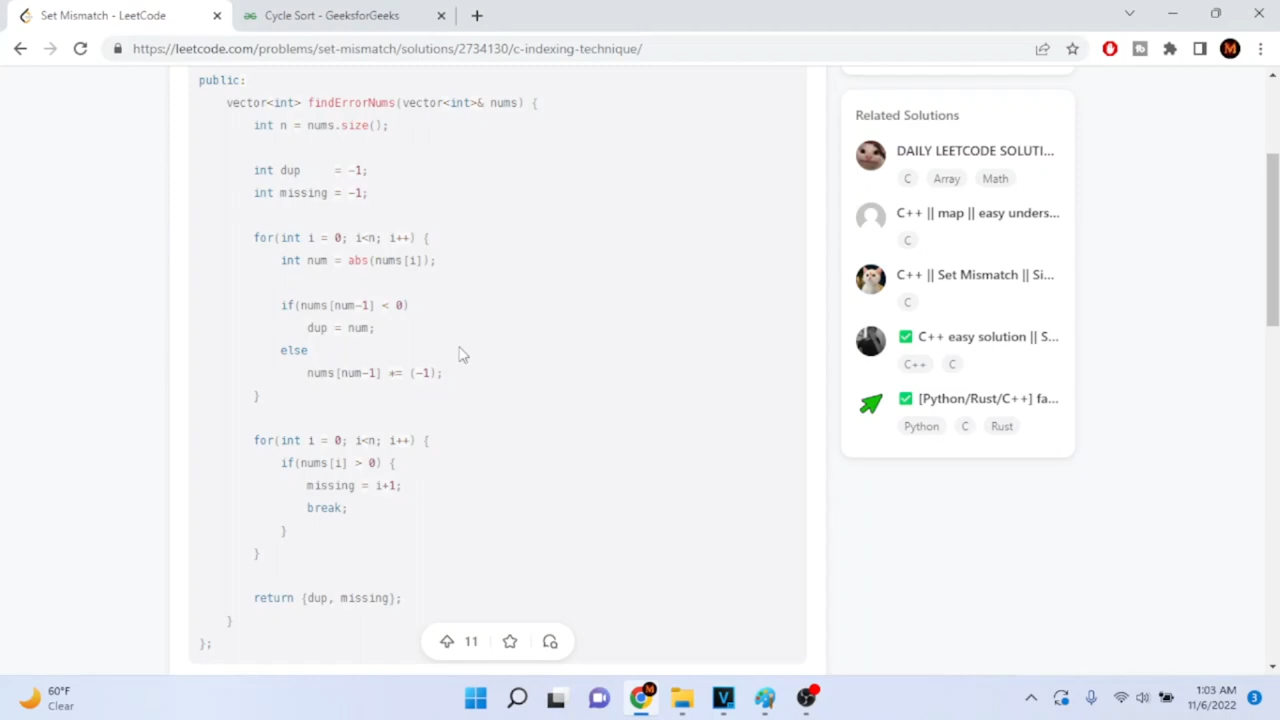 Set Mismatch - LeetCode
Cycle Sort - GeeksforGeeks
https://leetcode.com/problems/set-mismatch/solutions/2734130/c-indexing-technique/
M
public:
vector<int> findErrorNums(vector<int>& nums) {
int n = nums.size();
int dup     = -1;
int missing = -1;
for(int i = 0; i<n; i++) {
int num = abs(nums[i]);
if(nums[num-1] < 0)
dup = num;
else
nums[num-1] *= (-1);
}
for(int i = 0; i<n; i++) {
if(nums[i] > 0) {
missing = i+1;
break;
}
}
return {dup, missing};
}
};
11
Related Solutions
DAILY LEETCODE SOLUTI...
C Array Math
C++ || map || easy unders...
C
C++ || Set Mismatch || Si...
C
✅ C++ easy solution || S...
C++ C
✅ [Python/Rust/C++] fa...
Python C Rust
60°F
Clear
M
V
1:03 AM
11/6/2022
3